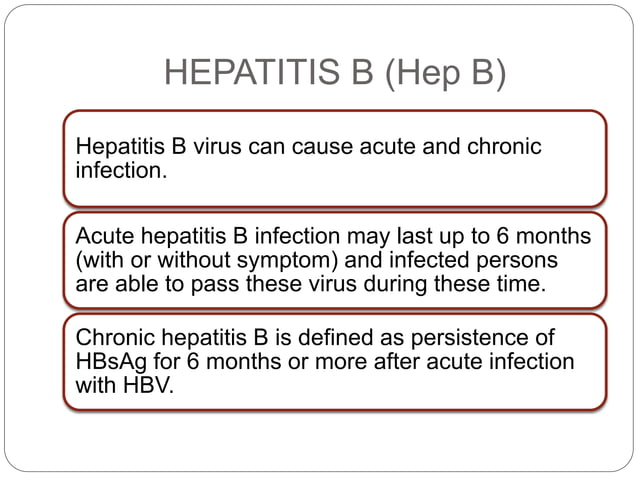 HEPATITIS B (Hep B)
Hepatitis B virus can cause acute and chronic
infection.
Acute hepatitis B infection may last up to 6 months
(with or without symptom) and infected persons
are able to pass these virus during these time.
Chronic hepatitis B is defined as persistence of
HBsAg for 6 months or more after acute infection
with HBV.